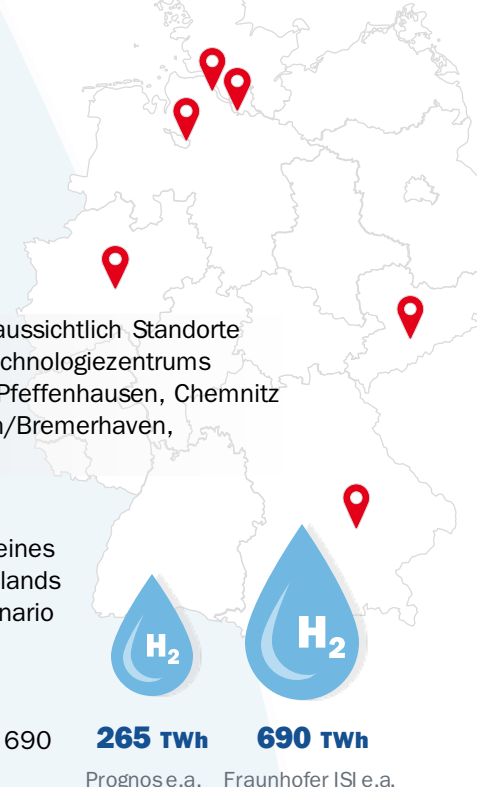 aussichtlich Standorte
chnologiezentrums
Pfeffenhausen, Chemnitz
n/Bremerhaven,
eines
lands
nario
H2
H2
690
265 TWh
690 TWh
Prognos e.a.
Fraunhofer ISI e.a.